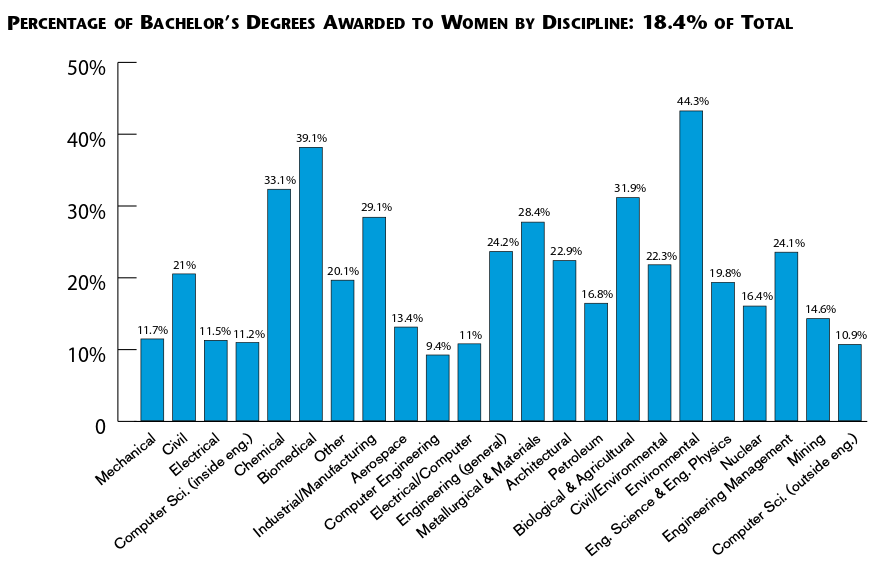 PERCENTAGE OF BACHELOR'S DEGREES AWARDED TO WOMEN BY DISCIPLINE: 18.4% OF TOTAL
50%
40%
30%
20%
10%
0
11.7%
21%
11.5%
11.2%
33.1%
39.1%
20.1%
29.1%
13.4%
9.4%
11%
24.2%
28.4%
22.9%
16.8%
31.9%
22.3%
44.3%
19.8%
16.4%
24.1%
14.6%
10.9%
Mechanical
Civil
Electrical
Computer Sci. (inside eng.)
Chemical
Biomedical
Other
Industrial/Manufacturing
Aerospace
Computer Engineering
Electrical/Computer
Engineering (general)
Metallurgical & Materials
Architectural
Petroleum
Biological & Agricultural
Civil/Environmental
Environmental
Eng. Science & Eng. Physics
Nuclear
Engineering Management
Mining
Computer Sci. (outside eng.)